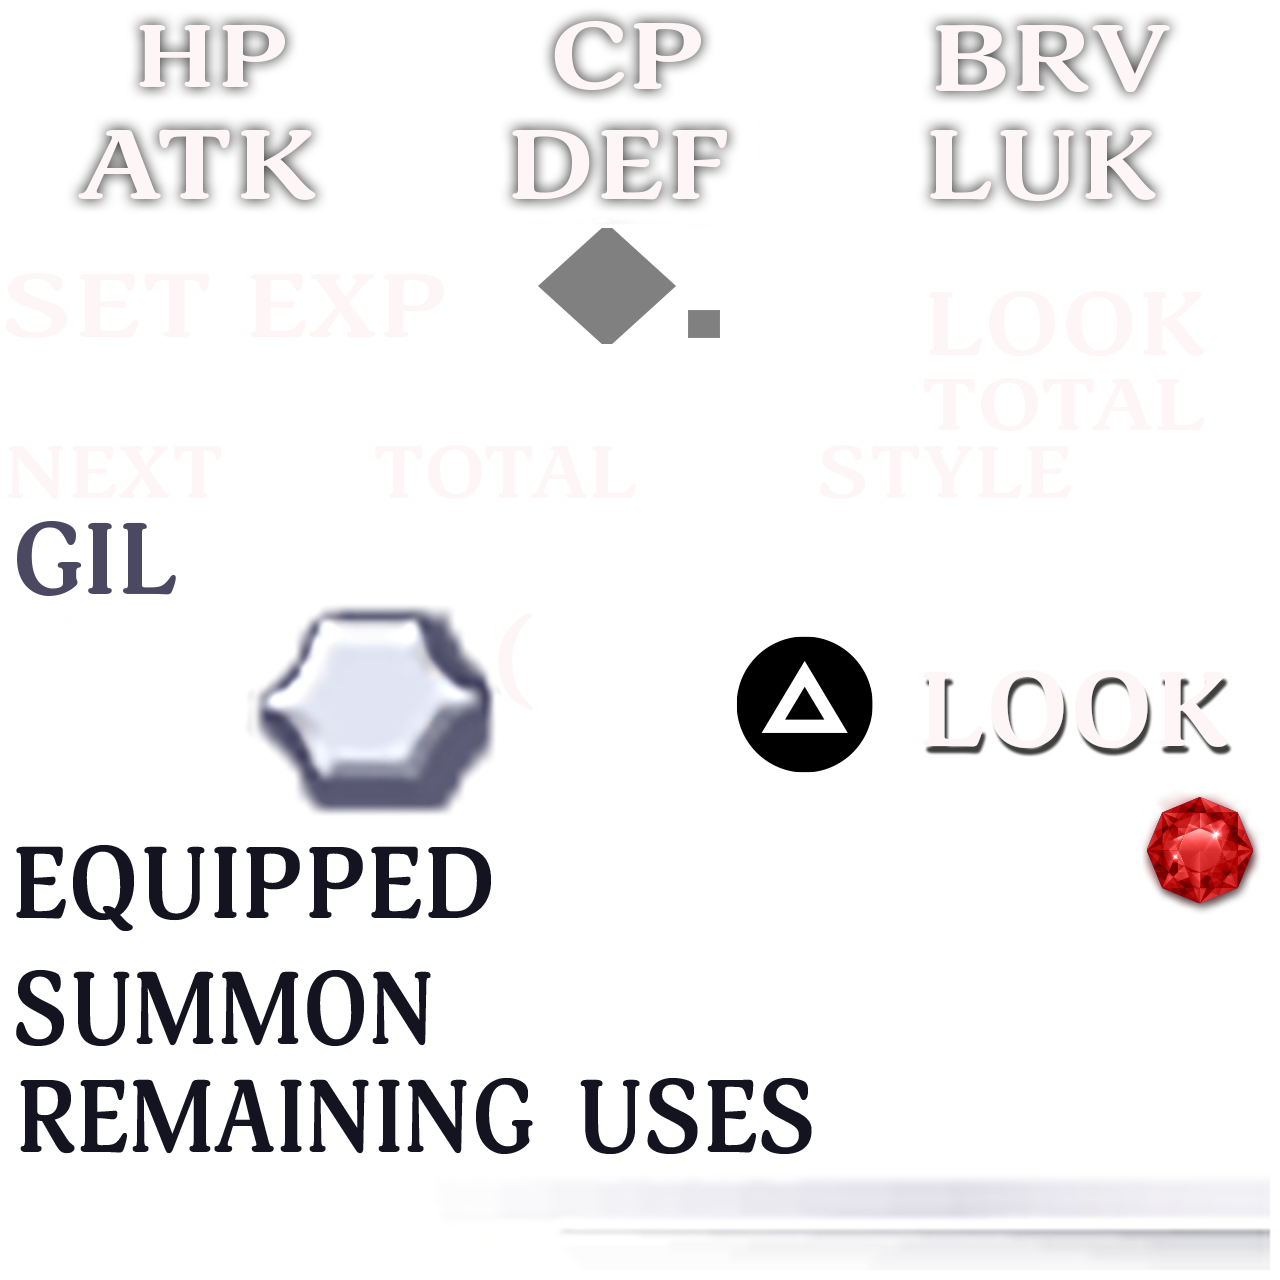 HP CP BRV
ATK DEF LUK
SET EXP
LOOK
TOTAL
NEXT TOTAL STYLE
GIL
(
LOOK
EQUIPPED
SUMMON
REMAINING USES